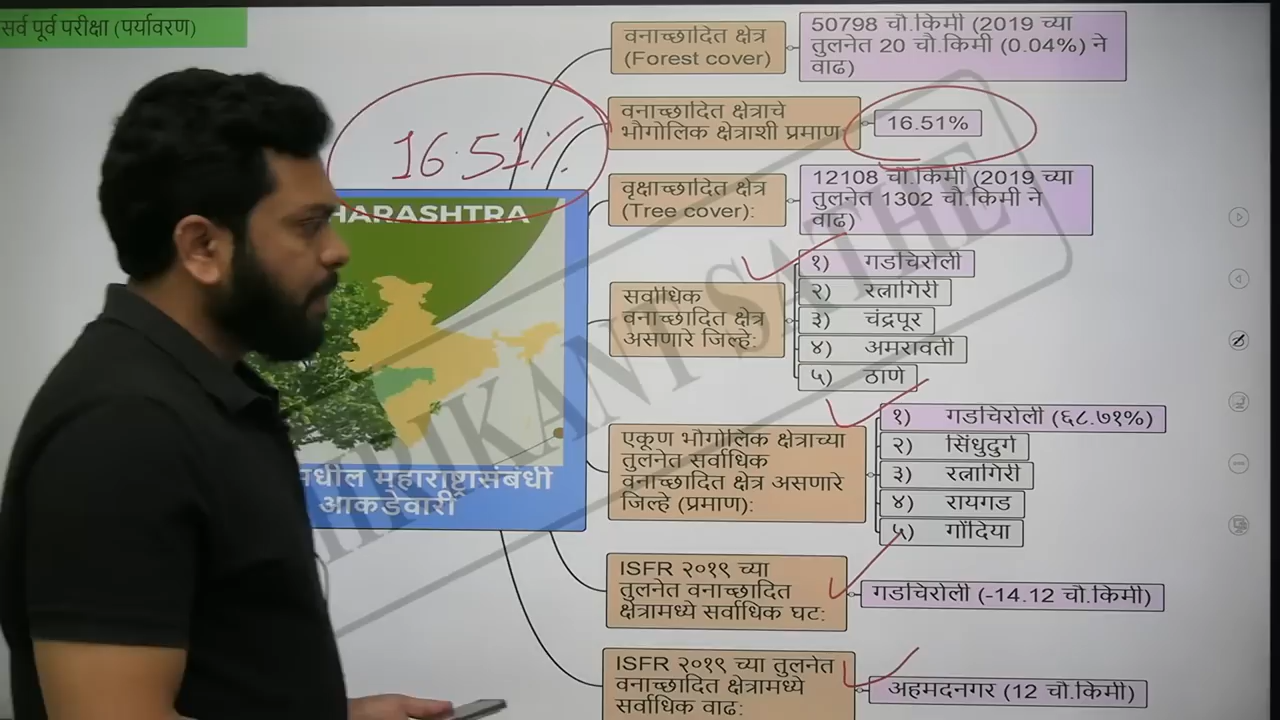 सर्व पूर्व परीक्षा (पर्यावरण)
वनाच्छादित क्षेत्र
(Forest cover)
50798 चौ.किमी (2019 च्या
तुलनेत 20 चौ.किमी (0.04%) ने
वाढ)
16.51%
वनाच्छादित क्षेत्राचे
भौगोलिक क्षेत्राशी प्रमाण
16.51%
वृक्षाच्छादित क्षेत्र
(Tree cover):
12108 चौ.किमी (2019 च्या
तुलनेत 1302 चौ.किमी ने
वाढ)
HARASHTRA
सर्वाधिक
वनाच्छादित क्षेत्र
असणारे जिल्हे:
१) गडचिरोली
२) रत्नागिरी
३) चंद्रपूर
४) अमरावती
५) ठाणे
SHRIKANT SATHE
एकूण भौगोलिक क्षेत्राच्या
तुलनेत सर्वाधिक
वनाच्छादित क्षेत्र असणारे
जिल्हे (प्रमाण):
१) गडचिरोली (६८.७१%)
२) सिंधुदुर्ग
३) रत्नागिरी
४) रायगड
५) गोंदिया
मधील महाराष्ट्रासंबंधी
आकडेवारी
ISFR २०१९ च्या
तुलनेत वनाच्छादित
क्षेत्रामध्ये सर्वाधिक घट:
गडचिरोली (-14.12 चौ.किमी)
ISFR २०१९ च्या तुलनेत
वनाच्छादित क्षेत्रामध्ये
सर्वाधिक वाढ:
अहमदनगर (12 चौ.किमी)